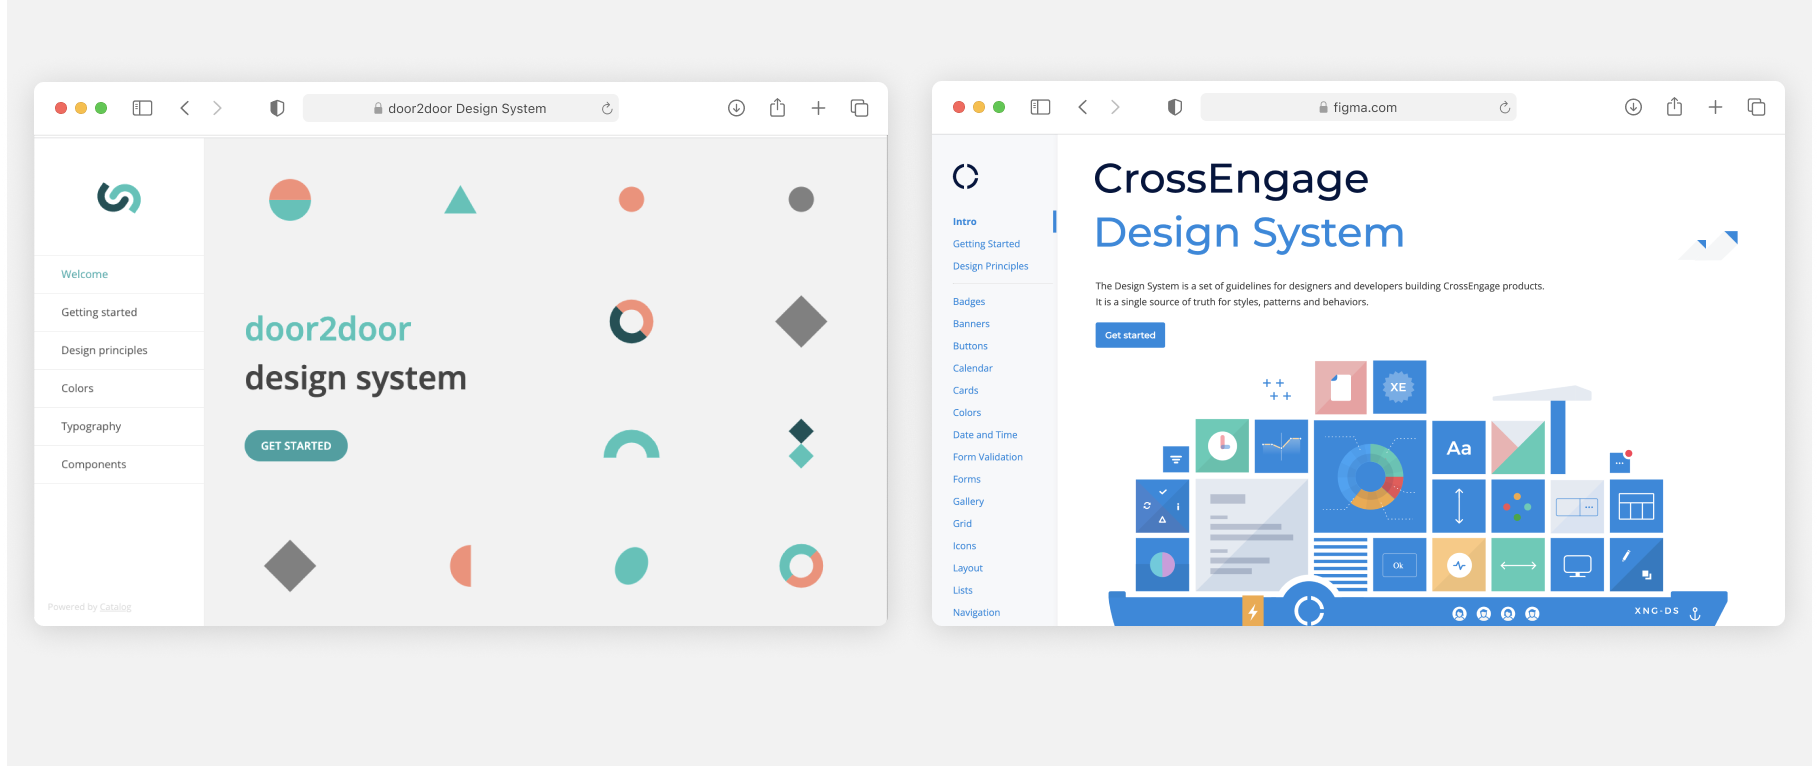 door2door Design System
Welcome
Getting started
Design principles
Colors
Typography
Components
Powered by Catalog
door2door
design system
GET STARTED
figma.com
Intro
Getting Started
Design Principles
Badges
Banners
Buttons
Calendar
Cards
Colors
Date and Time
Form Validation
Forms
Gallery
Grid
Icons
Layout
Lists
Navigation
CrossEngage
Design System
The Design System is a set of guidelines for designers and developers building CrossEngage products.
It is a single source of truth for styles, patterns and behaviors.
Get started
XE
Aa
i
Ok
XNG-DS